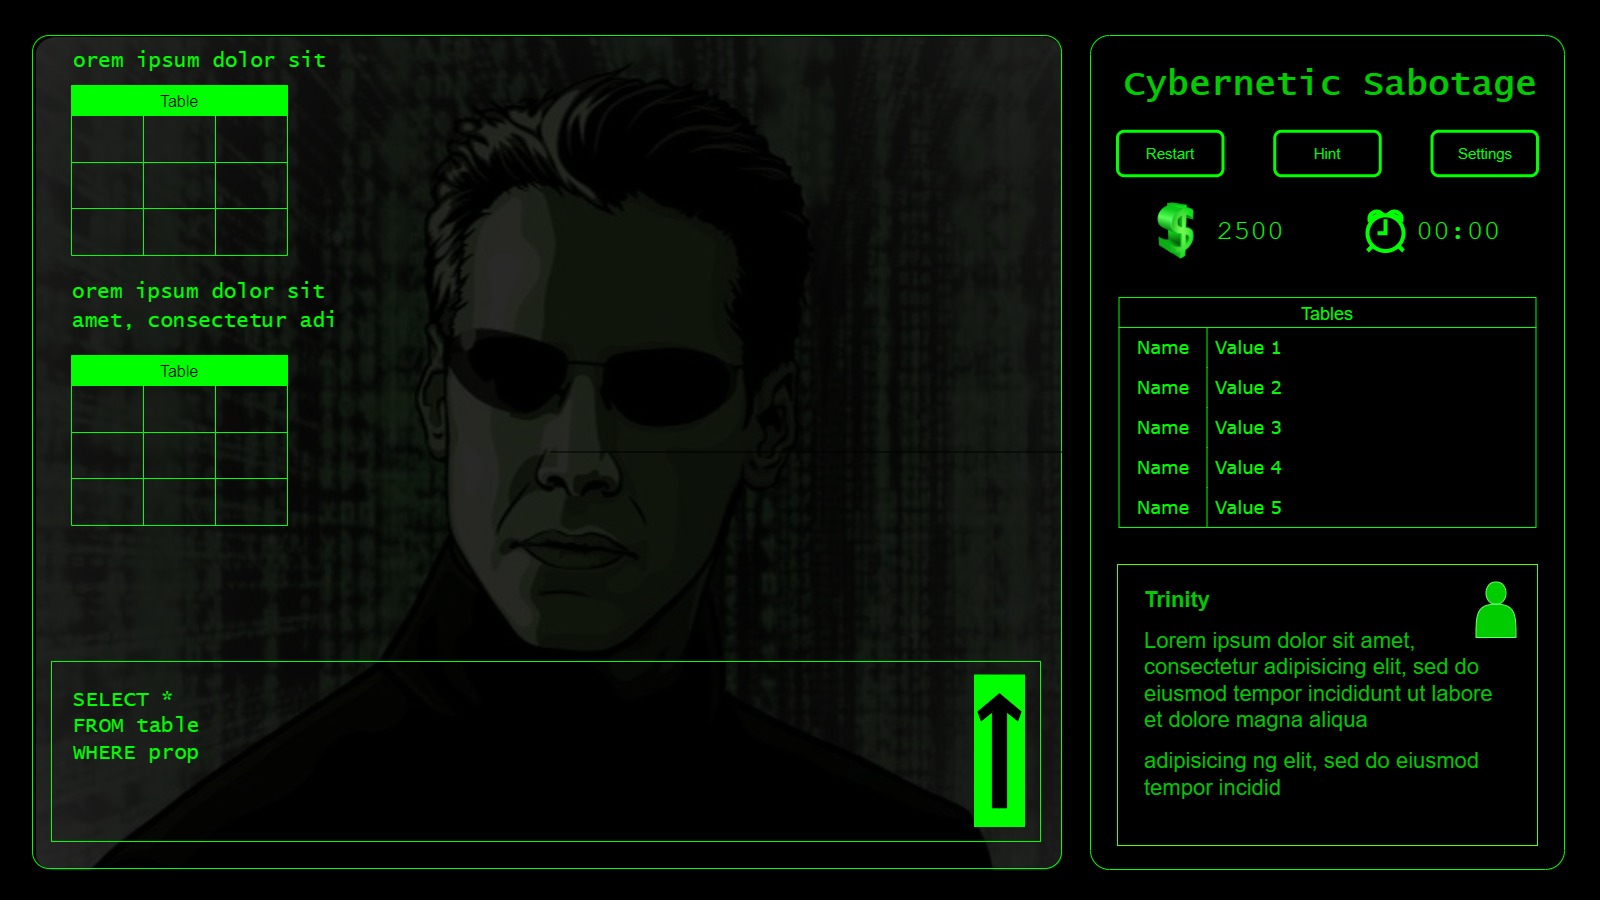 orem ipsum dolor sit
Table
orem ipsum dolor sit
amet, consectetur adi
Table
SELECT *
FROM table
WHERE prop
Cybernetic Sabotage
Restart Hint Settings
2500 00:00
Tables
Name Value 1
Name Value 2
Name Value 3
Name Value 4
Name Value 5
Trinity
Lorem ipsum dolor sit amet,
consectetur adipisicing elit, sed do
eiusmod tempor incididunt ut labore
et dolore magna aliqua
adipisicing ng elit, sed do eiusmod
tempor incidid